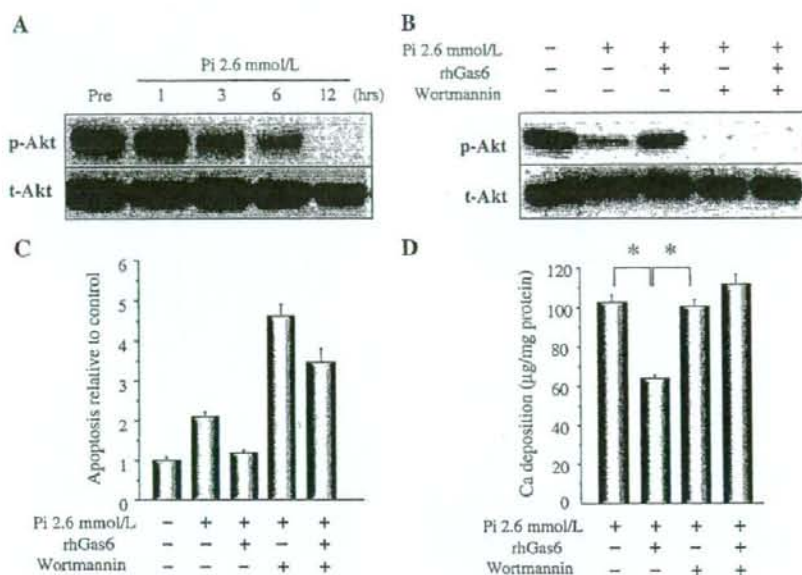 A
Pi 2.6 mmol/L
Pre 1 3 6 12 (hrs)
p-Akt
t-Akt
B
Pi 2.6 mmol/L − + + + +
rhGas6 − − + − +
Wortmannin − − − + +
p-Akt
t-Akt
C
Apoptosis relative to control
6
5
4
3
2
1
0
Pi 2.6 mmol/L − + + + +
rhGas6 − − + − +
Wortmannin − − − + +
D
* *
Ca deposition (µg/mg protein)
120
100
80
60
40
20
0
Pi 2.6 mmol/L + + + +
rhGas6 − + − +
Wortmannin − − + +